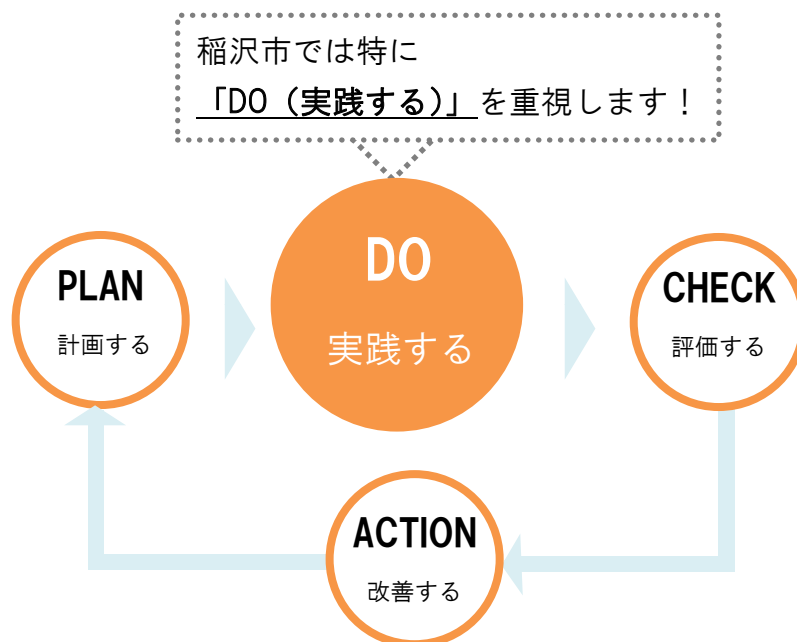 稲沢市では特に
「DO（実践する）」を重視します！
DO
実践する
PLAN
計画する
CHECK
評価する
ACTION
改善する